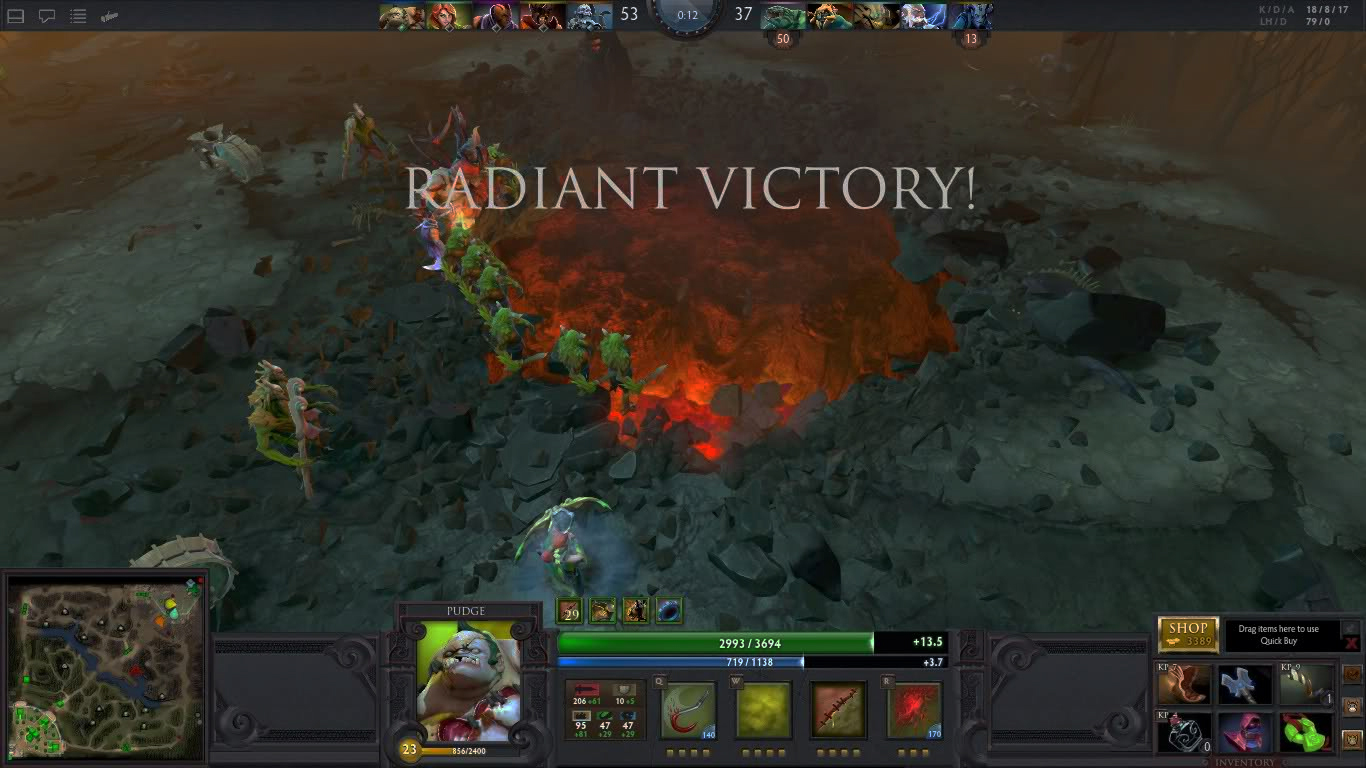 53
0:12
37
K/D/A 18/8/17
LH/D 79/0
50
13
RADIANT VICTORY!
PUDGE
29
2993 / 3694
+13.5
719 / 1138
+3.7
Q
W
R
206 +61
10 +5
95
47
47
+81
+29
+29
140
170
23
856/2400
SHOP
3389
Drag items here to use
Quick Buy
KP_7
KP_9
1
KP
0
INVENTORY